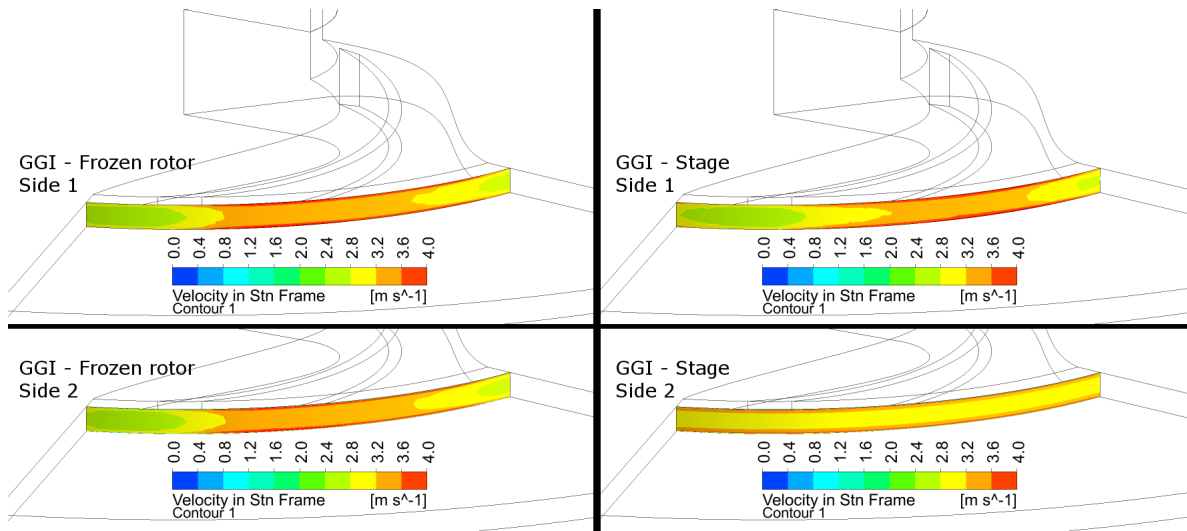 GGI - Frozen rotor
Side 1
0.0 0.4 0.8 1.2 1.6 2.0 2.4 2.8 3.2 3.6 4.0
Velocity in Stn Frame [m s^-1]
Contour 1
GGI - Stage
Side 1
0.0 0.4 0.8 1.2 1.6 2.0 2.4 2.8 3.2 3.6 4.0
Velocity in Stn Frame [m s^-1]
Contour 1
GGI - Frozen rotor
Side 2
0.0 0.4 0.8 1.2 1.6 2.0 2.4 2.8 3.2 3.6 4.0
Velocity in Stn Frame [m s^-1]
Contour 1
GGI - Stage
Side 2
0.0 0.4 0.8 1.2 1.6 2.0 2.4 2.8 3.2 3.6 4.0
Velocity in Stn Frame [m s^-1]
Contour 1